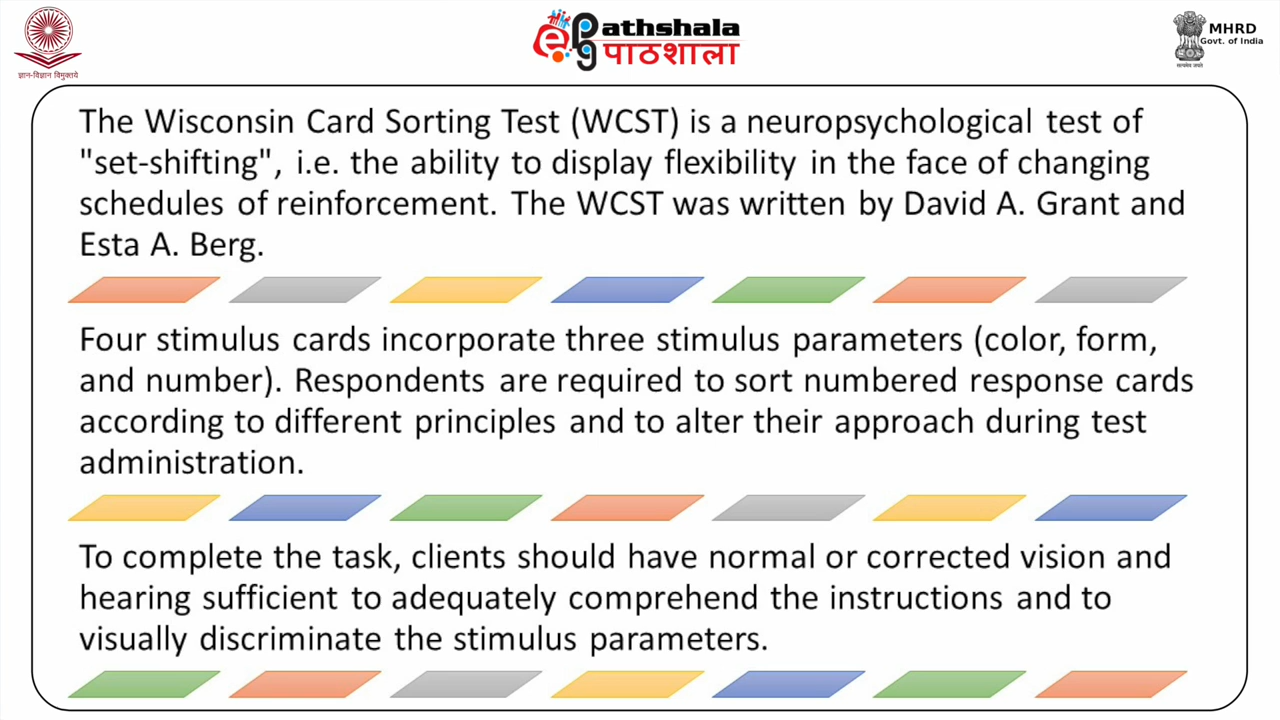 ज्ञान-विज्ञान विमुक्तये
e Pathshala
पाठशाला
MHRD
Govt. of India
सत्यमेव जयते
The Wisconsin Card Sorting Test (WCST) is a neuropsychological test of
"set-shifting", i.e. the ability to display flexibility in the face of changing
schedules of reinforcement. The WCST was written by David A. Grant and
Esta A. Berg.
Four stimulus cards incorporate three stimulus parameters (color, form,
and number). Respondents are required to sort numbered response cards
according to different principles and to alter their approach during test
administration.
To complete the task, clients should have normal or corrected vision and
hearing sufficient to adequately comprehend the instructions and to
visually discriminate the stimulus parameters.